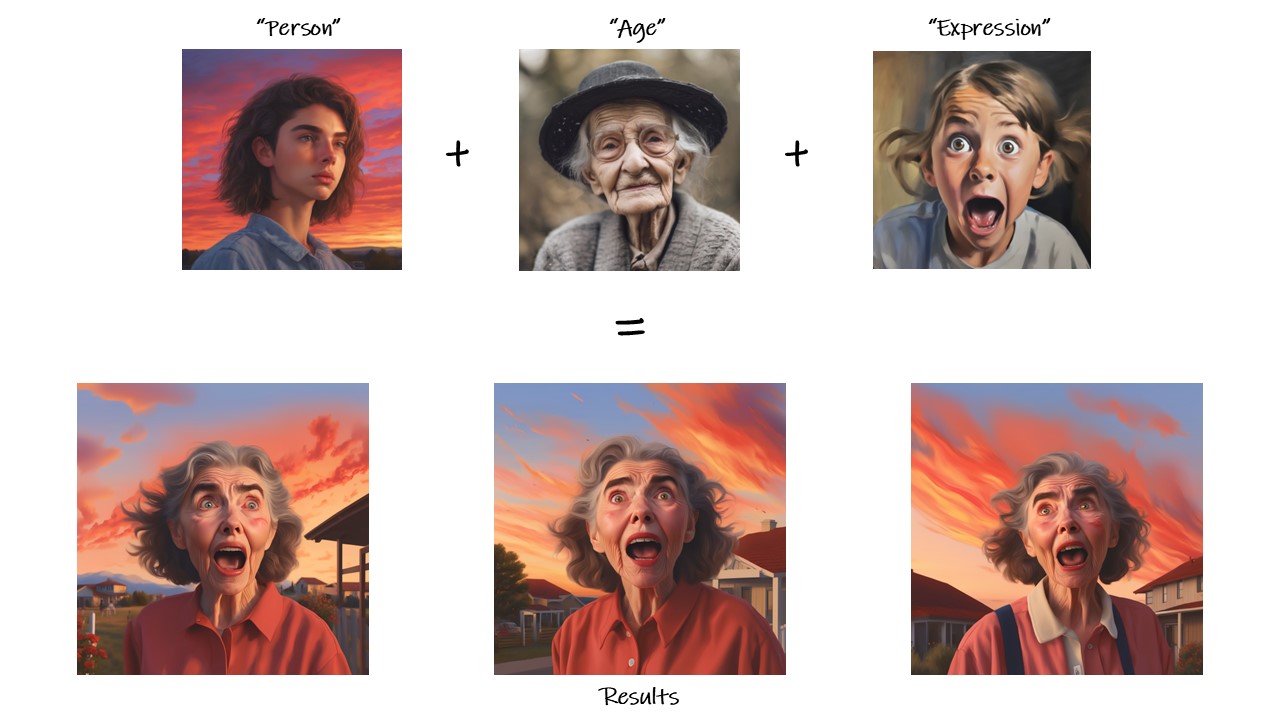 “Person”
“Age”
“Expression”
+
+
=
Results